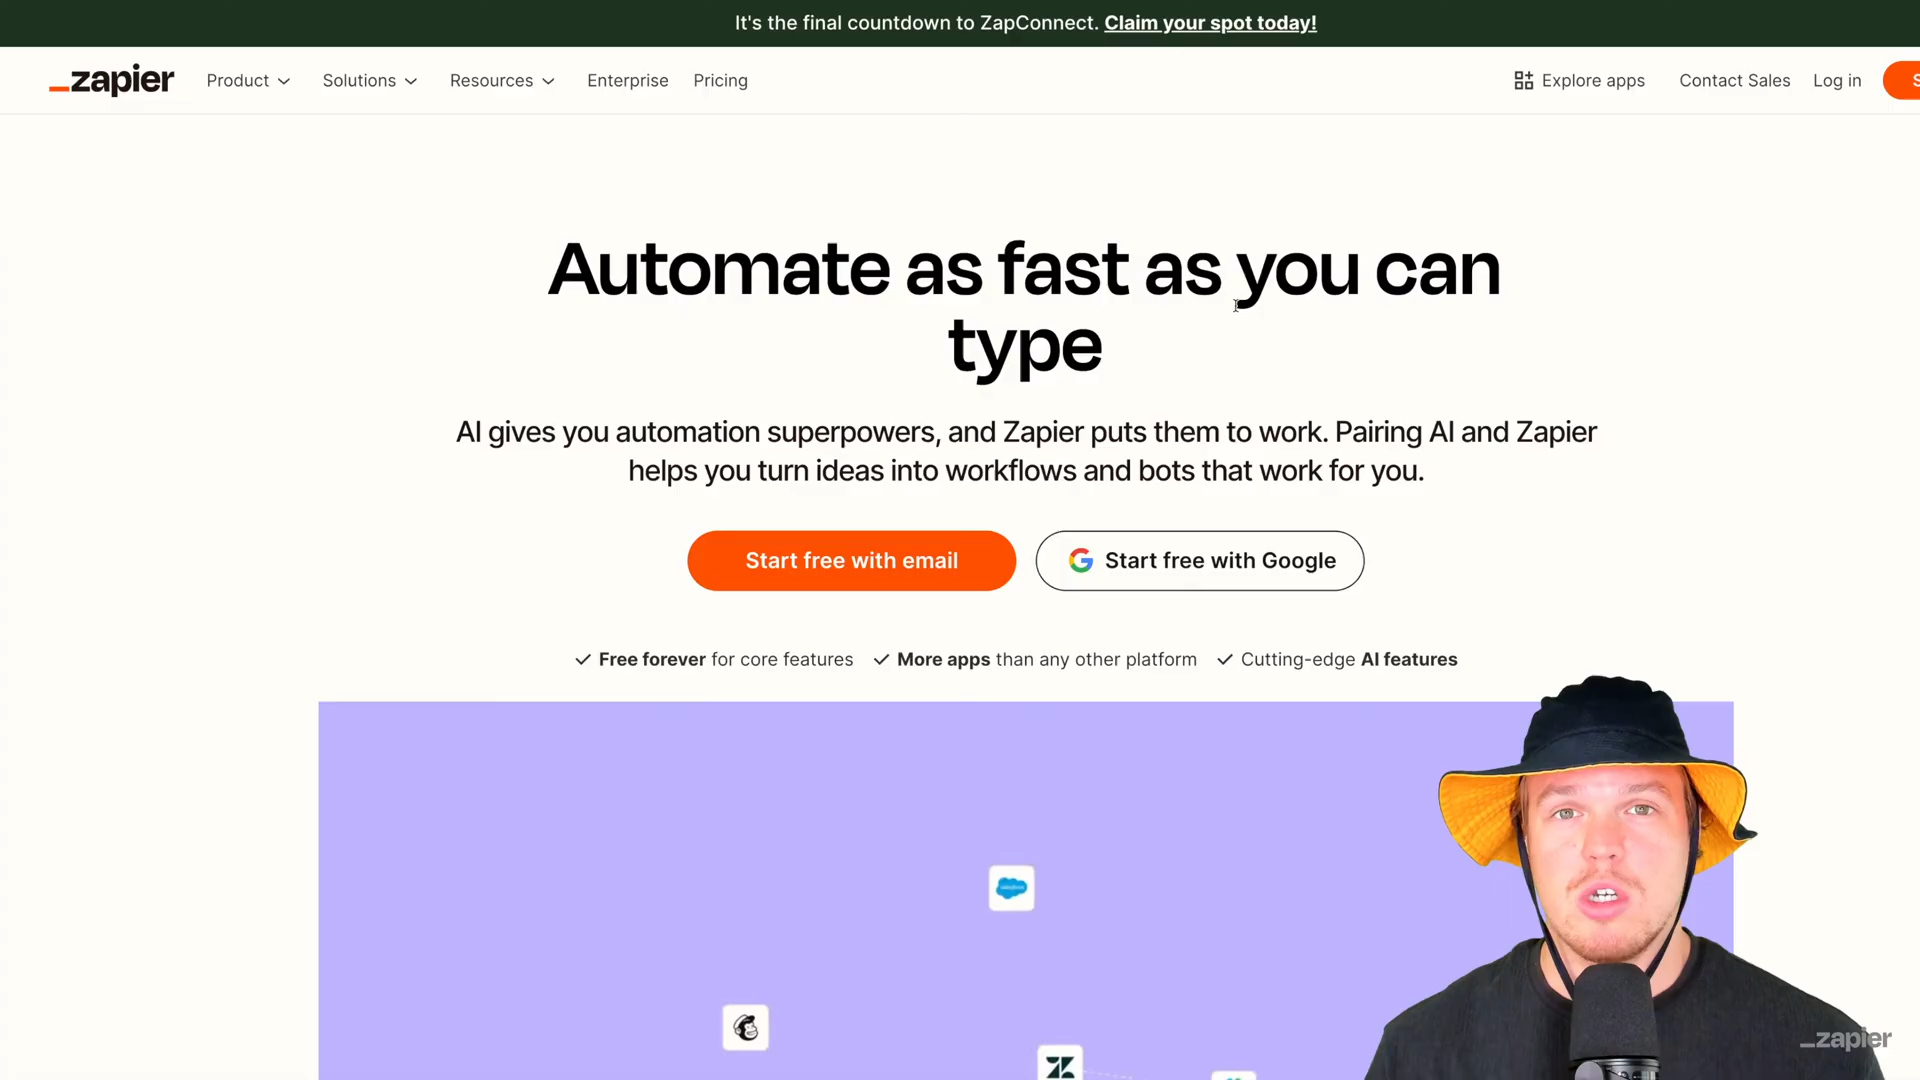 It's the final countdown to ZapConnect. Claim your spot today!
zapier
Product
Solutions
Resources
Enterprise
Pricing
Explore apps
Contact Sales
Log in
S
Automate as fast as you can
type
AI gives you automation superpowers, and Zapier puts them to work. Pairing AI and Zapier
helps you turn ideas into workflows and bots that work for you.
Start free with email
Start free with Google
Free forever for core features
More apps than any other platform
Cutting-edge AI features
salesforce
zapier